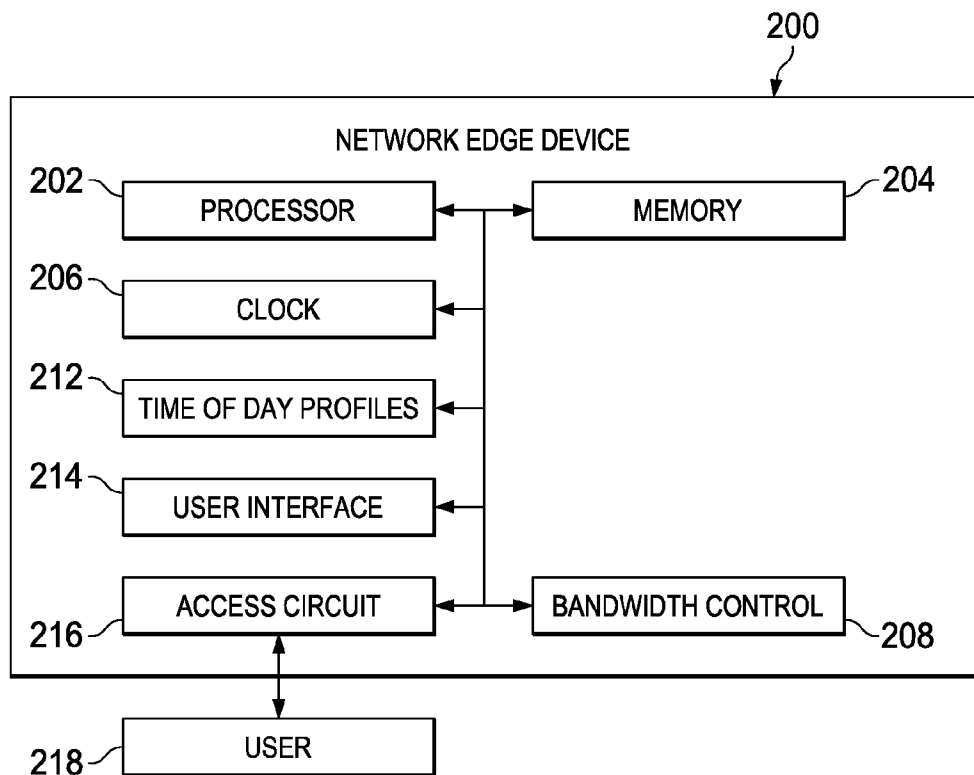 200
NETWORK EDGE DEVICE
202
PROCESSOR
MEMORY
204
206
CLOCK
212
TIME OF DAY PROFILES
214
USER INTERFACE
216
ACCESS CIRCUIT
BANDWIDTH CONTROL
208
218
USER